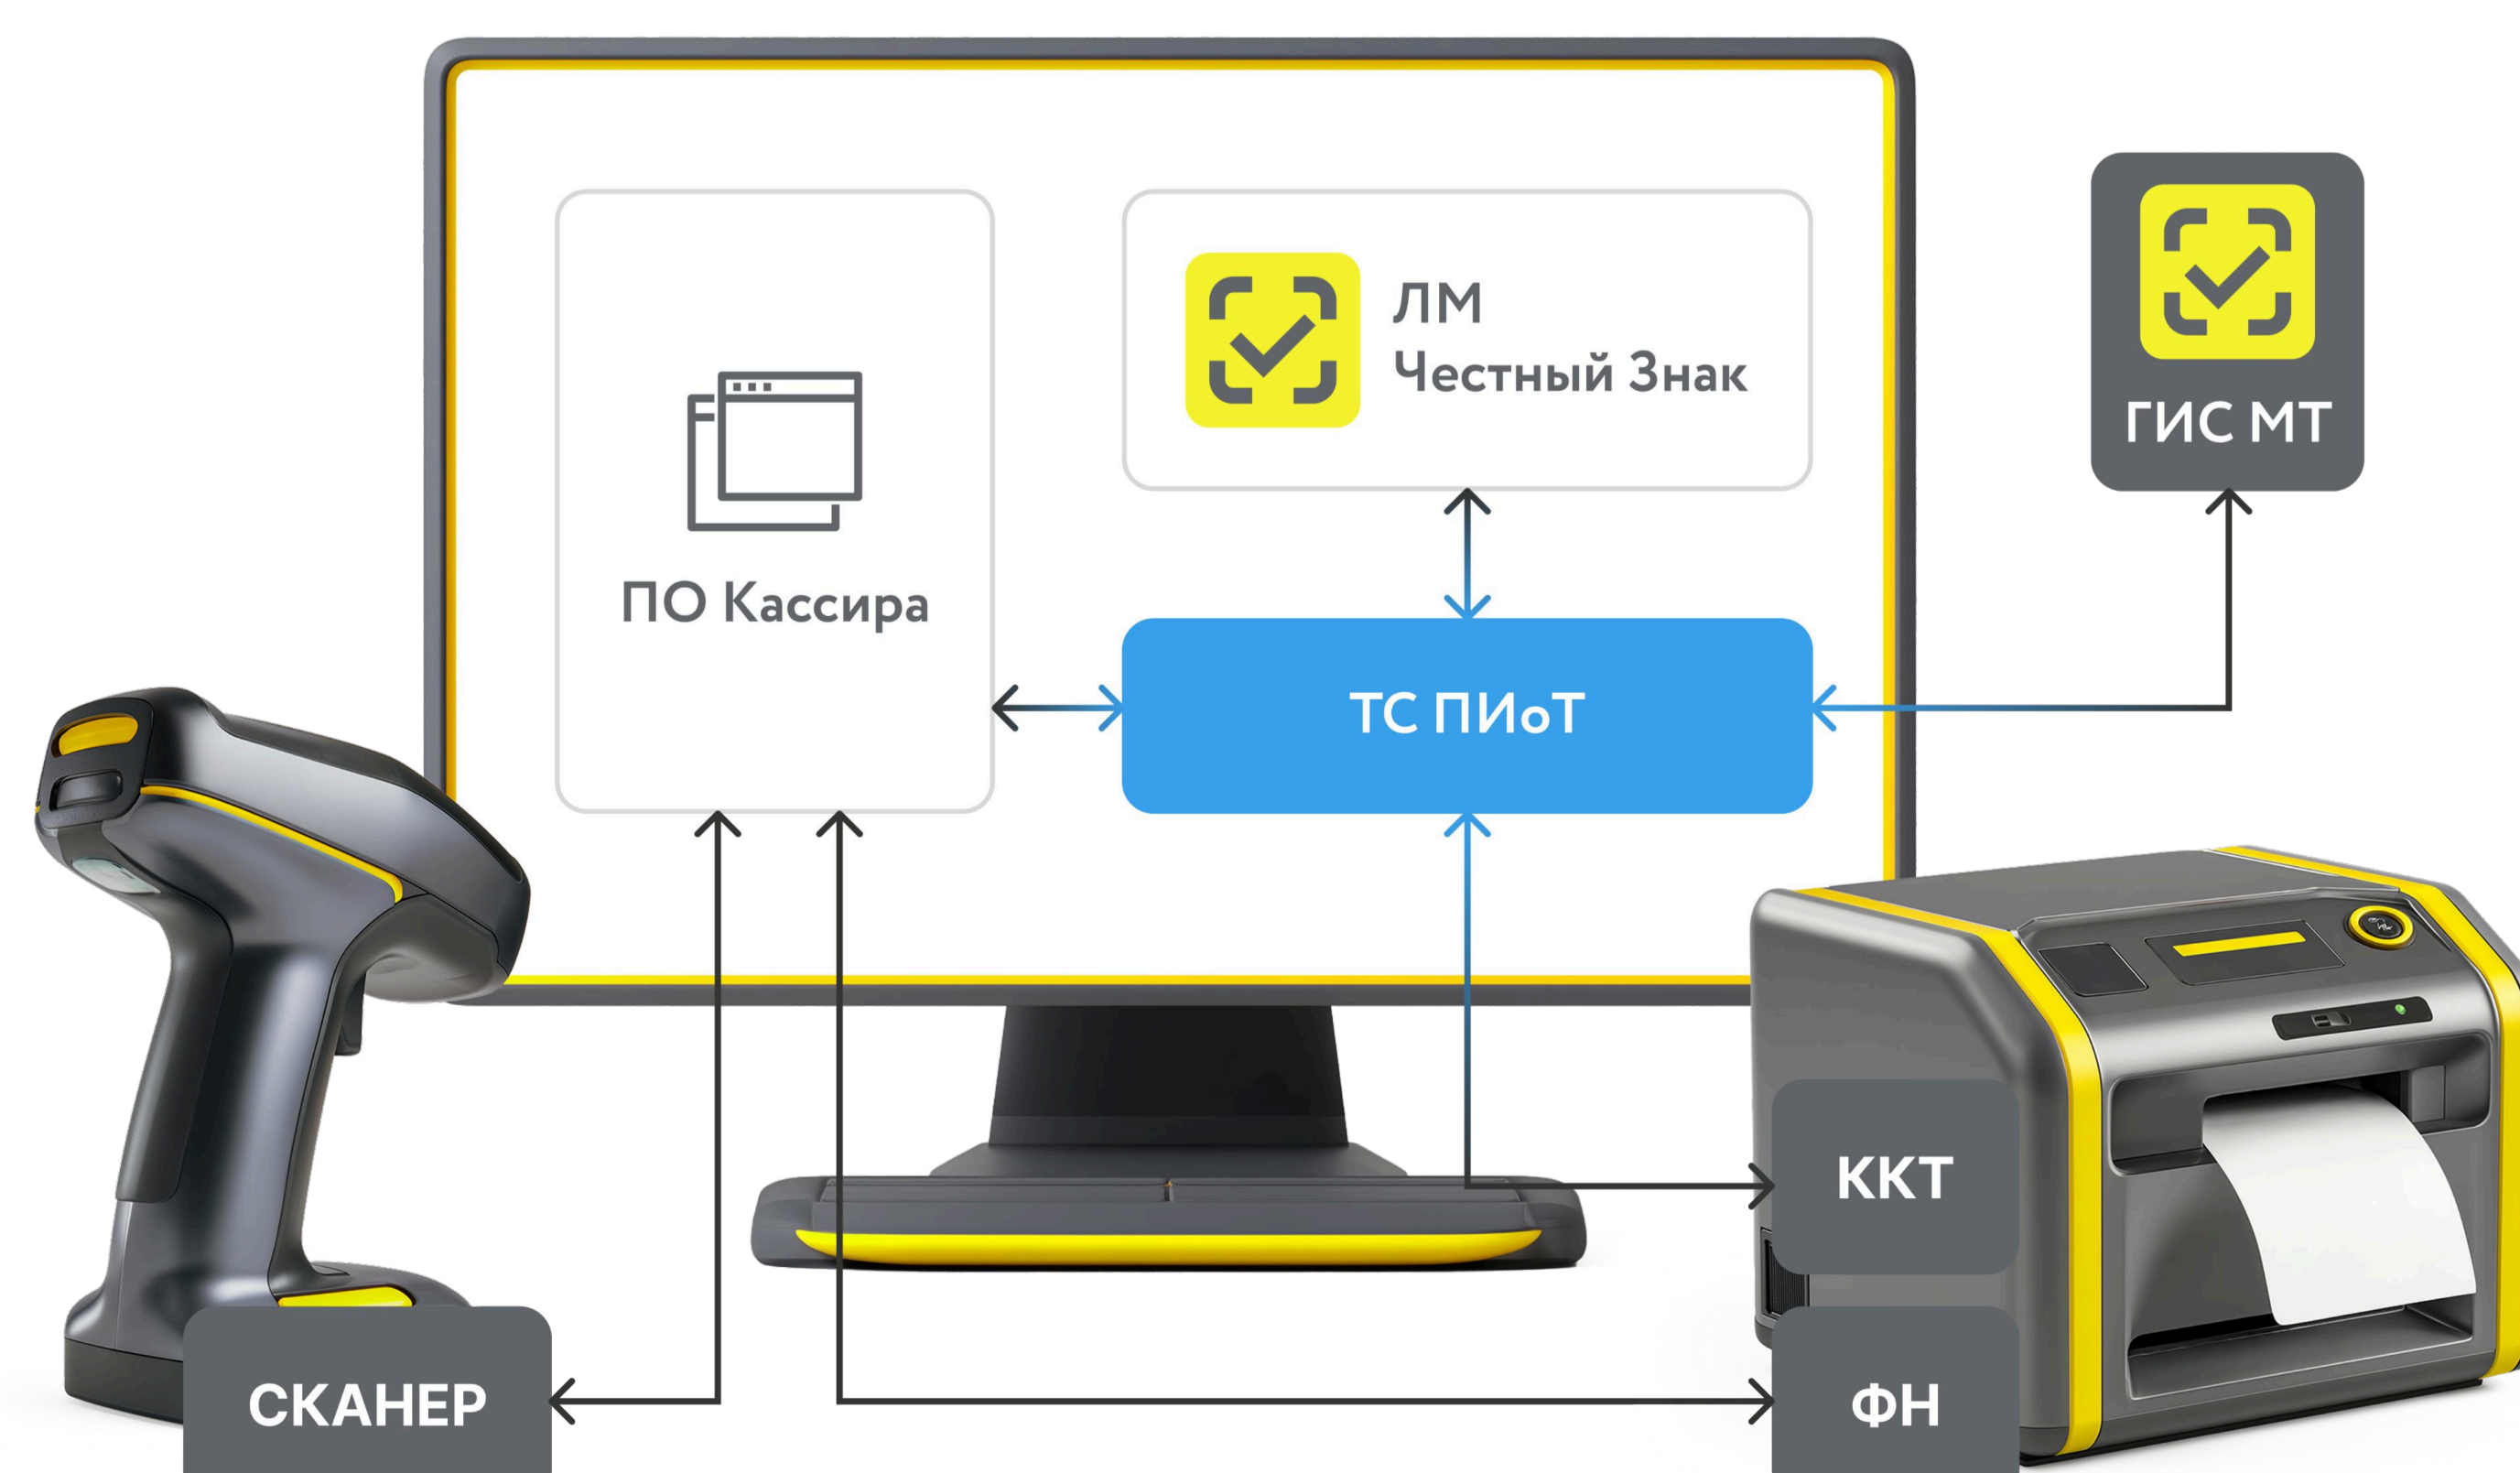 ЛМ
Честный Знак
ГИС МТ
ПО Кассира
ТС ПИоТ
ККТ
СКАНЕР
ФН